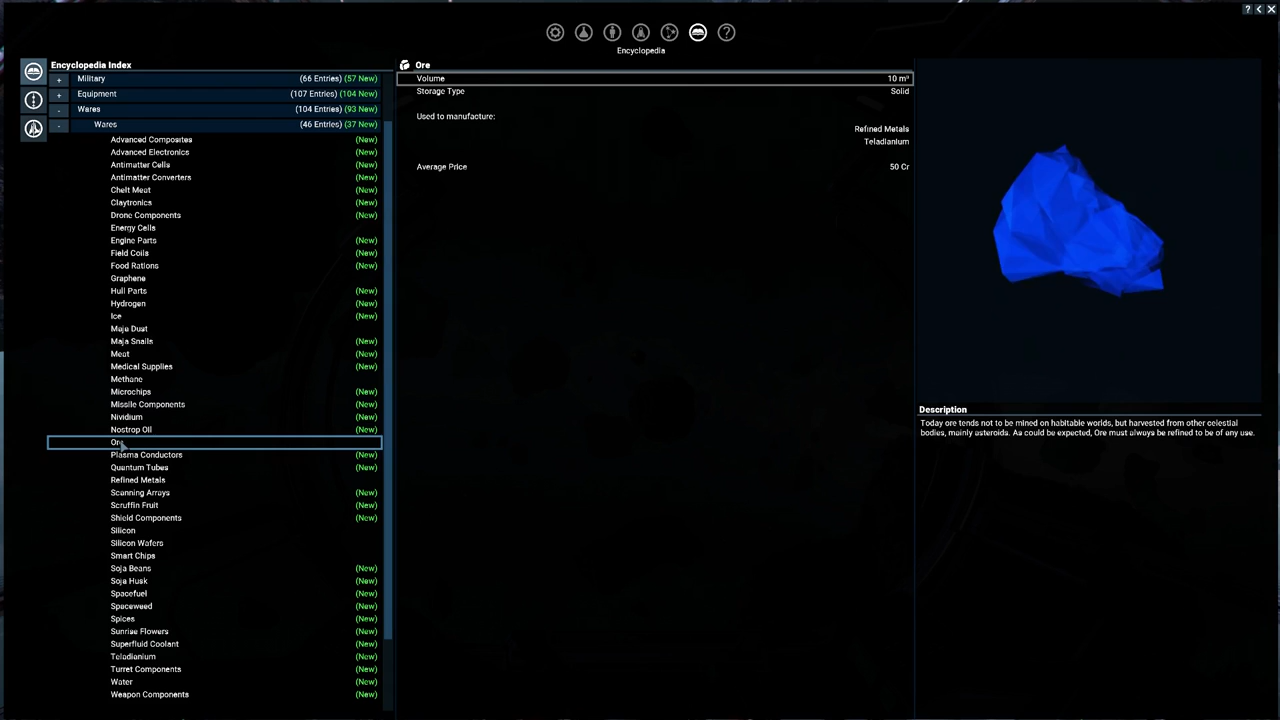 Encyclopedia
Encyclopedia Index
+ Military (66 Entries) (57 New)
+ Equipment (107 Entries) (104 New)
- Wares (104 Entries) (93 New)
- Wares (46 Entries) (37 New)
Advanced Composites (New)
Advanced Electronics (New)
Antimatter Cells (New)
Antimatter Converters (New)
Chelt Meat (New)
Claytronics (New)
Drone Components (New)
Energy Cells
Engine Parts (New)
Field Coils (New)
Food Rations (New)
Graphene
Hull Parts (New)
Hydrogen (New)
Ice (New)
Maja Dust
Maja Snails (New)
Meat (New)
Medical Supplies (New)
Methane
Microchips (New)
Missile Components (New)
Nividium (New)
Nostrop Oil (New)
Ore
Plasma Conductors (New)
Quantum Tubes (New)
Refined Metals
Scanning Arrays (New)
Scruffin Fruit (New)
Shield Components (New)
Silicon
Silicon Wafers
Smart Chips
Soja Beans (New)
Soja Husk (New)
Spacefuel (New)
Spaceweed (New)
Spices (New)
Sunrise Flowers (New)
Superfluid Coolant (New)
Teladianium (New)
Turret Components (New)
Water (New)
Weapon Components (New)
Ore
Volume 10 m³
Storage Type Solid
Used to manufacture:
Refined Metals
Teladianium
Average Price 50 Cr
Description
Today ore tends not to be mined on habitable worlds, but harvested from other celestial
bodies, mainly asteroids. As could be expected, Ore must always be refined to be of any use.